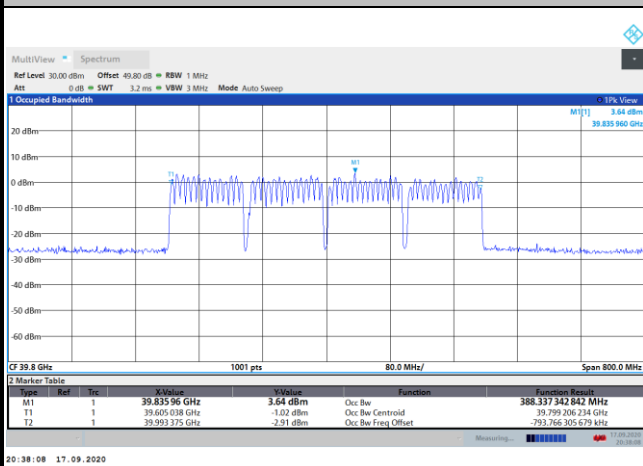 MultiView Spectrum
Ref Level 30.00 dBm Offset 49.80 dB RBW 1 MHz
Att 0 dB SWT 3.2 ms VBW 3 MHz Mode Auto Sweep
1 Occupied Bandwidth 1Pk View
M1[1] 3.64 dBm
39.835 960 GHz
20 dBm
10 dBm
M1
T1 T2
0 dBm
-10 dBm
-20 dBm
-30 dBm
-40 dBm
-50 dBm
-60 dBm
CF 39.8 GHz 1001 pts 80.0 MHz/ Span 800.0 MHz
2 Marker Table
Type Ref Trc X-Value Y-Value Function Function Result
M1 1 39.835 96 GHz 3.64 dBm Occ Bw 388.337 342 842 MHz
T1 1 39.605 038 GHz -1.02 dBm Occ Bw Centroid 39.799 206 234 GHz
T2 1 39.993 375 GHz -2.91 dBm Occ Bw Freq Offset -793.766 305 679 kHz
Measuring... 17.09.2020
20:38:08
20:38:08 17.09.2020